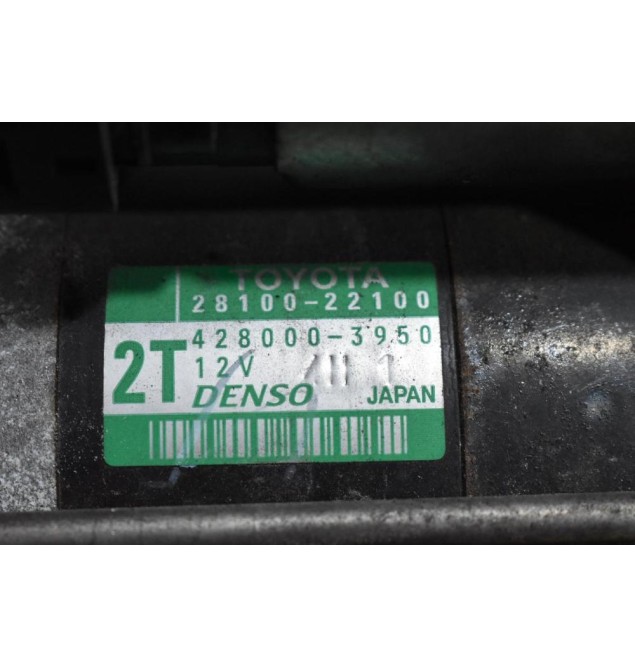 TOYOTA
28100-22100
2T 428000-3950
12V
DENSO JAPAN